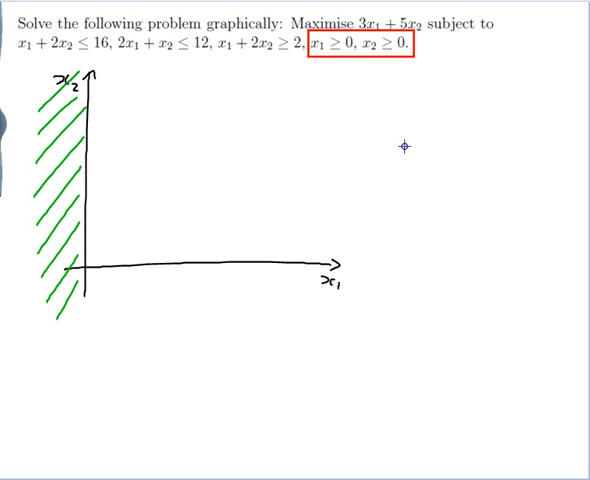 Solve the following problem graphically: Maximise 3x₁ + 5x₂ subject to
x₁ + 2x₂ ≤ 16, 2x₁ + x₂ ≤ 12, x₁ + 2x₂ ≥ 2, x₁ ≥ 0, x₂ ≥ 0.
x₂
x₁